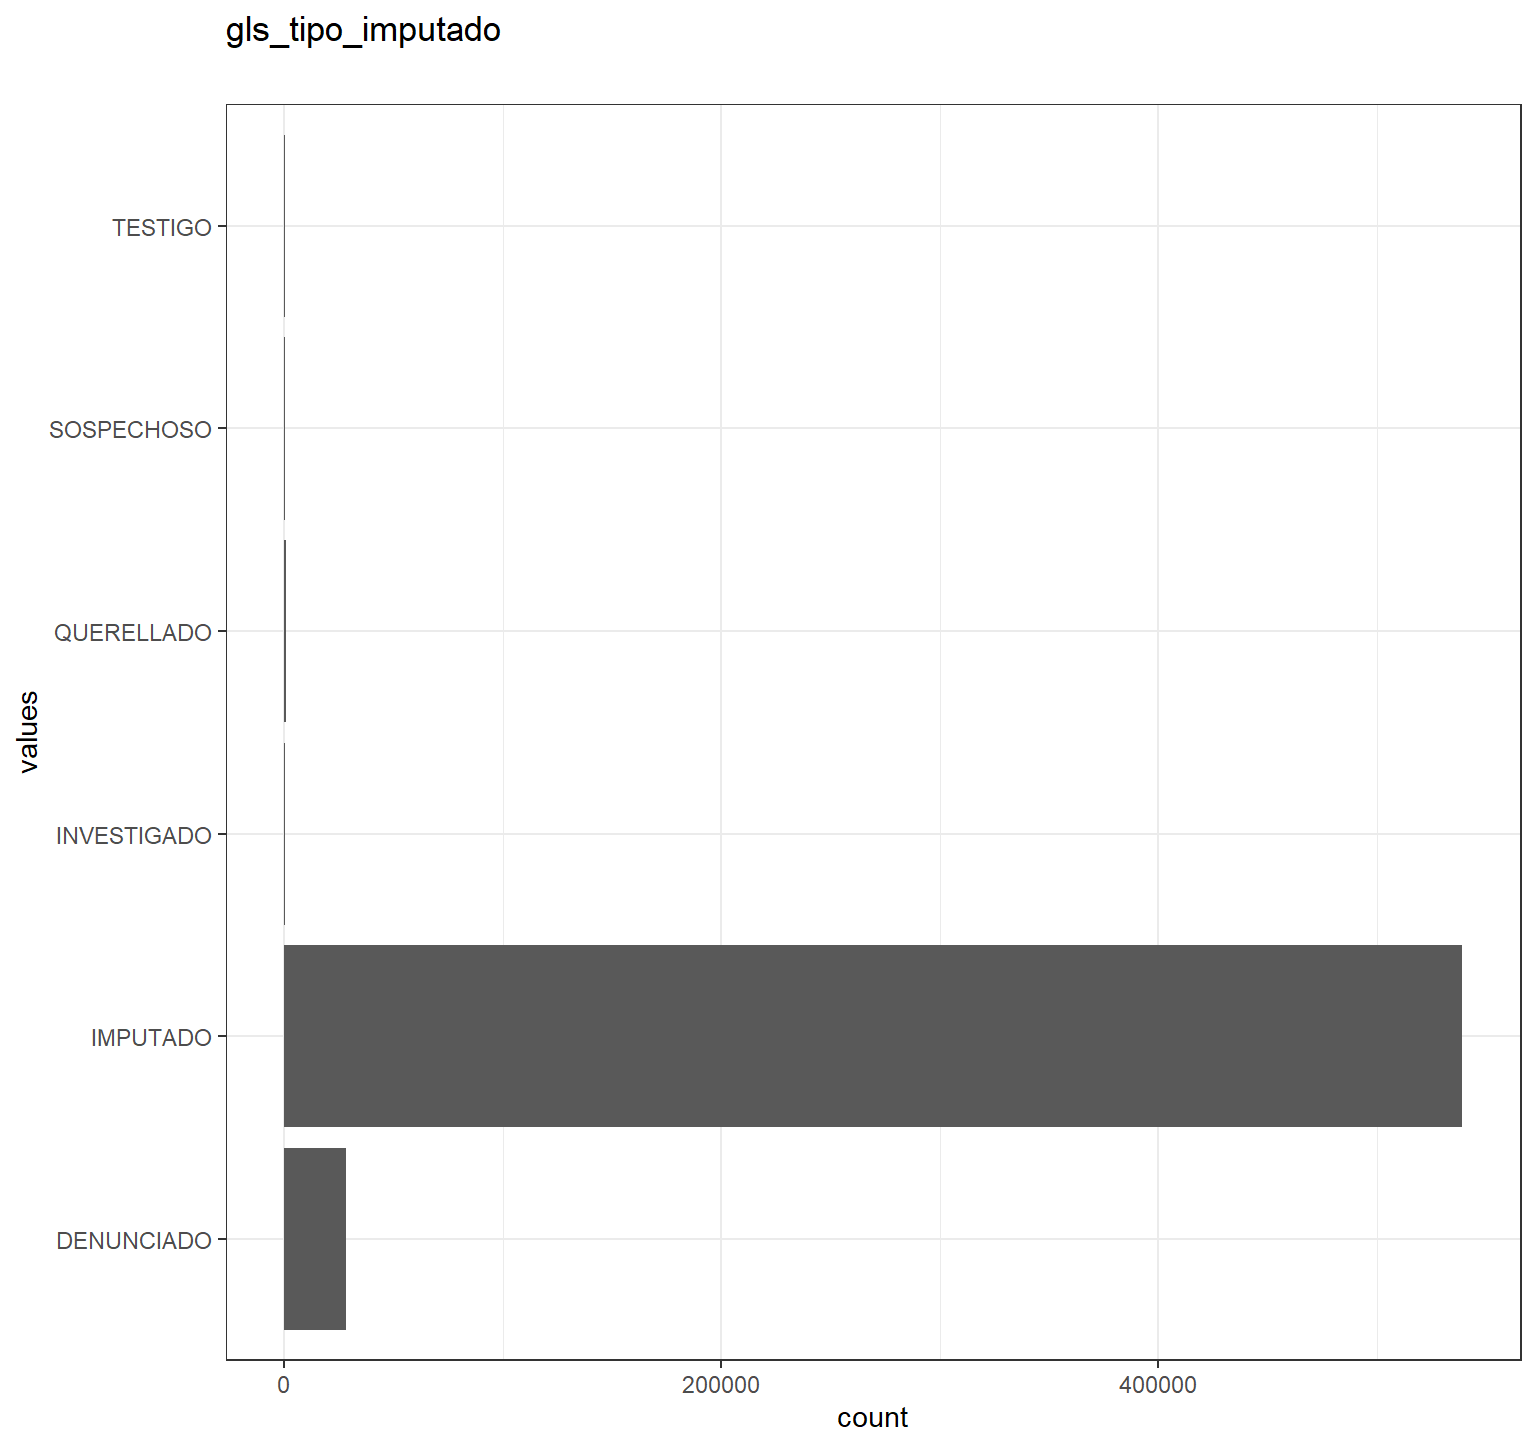 gls_tipo_imputado
TESTIGO
SOSPECHOSO
QUERELLADO
INVESTIGADO
IMPUTADO
DENUNCIADO
values
0 200000 400000
count